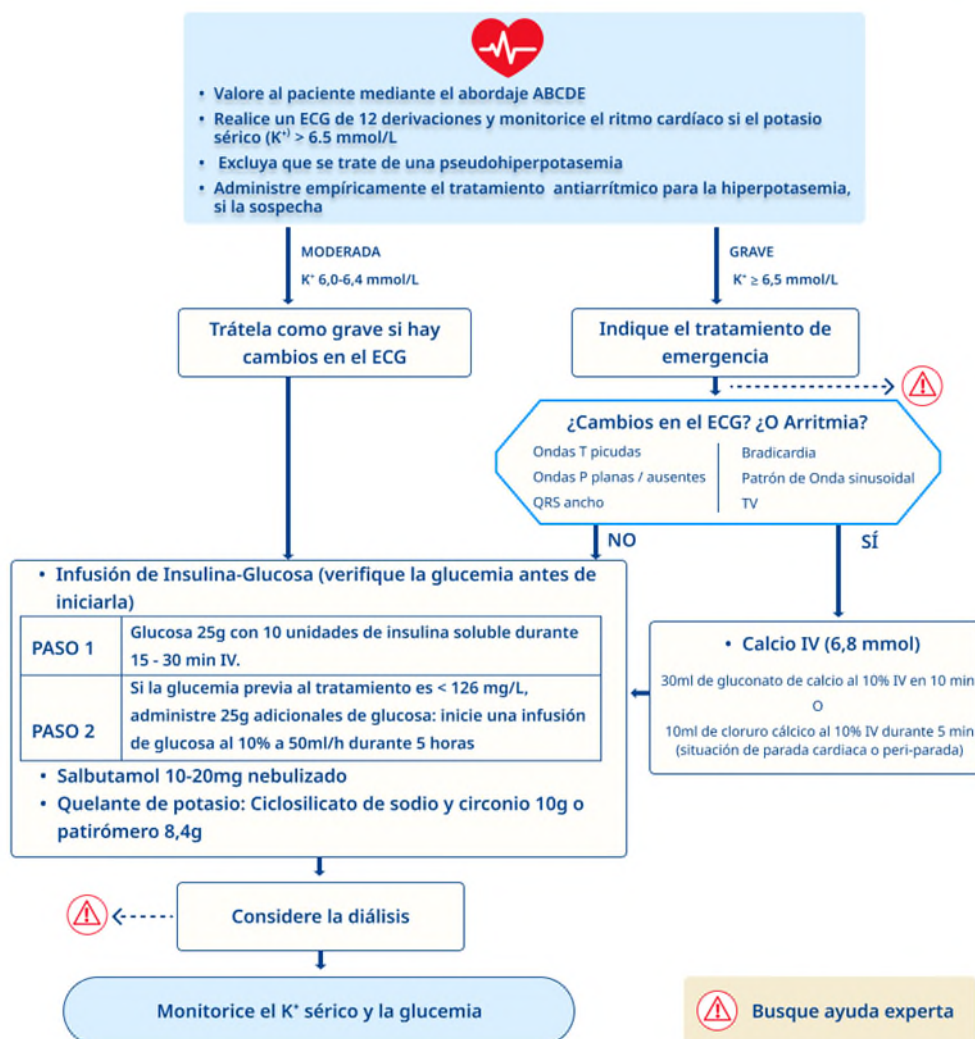 • Valore al paciente mediante el abordaje ABCDE
• Realice un ECG de 12 derivaciones y monitorice el ritmo cardíaco si el potasio
sérico (K⁺⁾ > 6.5 mmol/L
• Excluya que se trate de una pseudohiperpotasemia
• Administre empíricamente el tratamiento antiarrítmico para la hiperpotasemia,
si la sospecha
MODERADA
K⁺ 6,0-6,4 mmol/L
GRAVE
K⁺ ≥ 6,5 mmol/L
Trátela como grave si hay
cambios en el ECG
Indique el tratamiento de
emergencia
¿Cambios en el ECG? ¿O Arritmia?
Ondas T picudas
Ondas P planas / ausentes
QRS ancho
Bradicardia
Patrón de Onda sinusoidal
TV
NO
SÍ
• Infusión de Insulina-Glucosa (verifique la glucemia antes de
iniciarla)
PASO 1
Glucosa 25g con 10 unidades de insulina soluble durante
15 - 30 min IV.
PASO 2
Si la glucemia previa al tratamiento es < 126 mg/L,
administre 25g adicionales de glucosa: inicie una infusión
de glucosa al 10% a 50ml/h durante 5 horas
• Salbutamol 10-20mg nebulizado
• Quelante de potasio: Ciclosilicato de sodio y circonio 10g o
patirómero 8,4g
• Calcio IV (6,8 mmol)
30ml de gluconato de calcio al 10% IV en 10 min
O
10ml de cloruro cálcico al 10% IV durante 5 min
(situación de parada cardiaca o peri-parada)
Considere la diálisis
Monitorice el K⁺ sérico y la glucemia
Busque ayuda experta